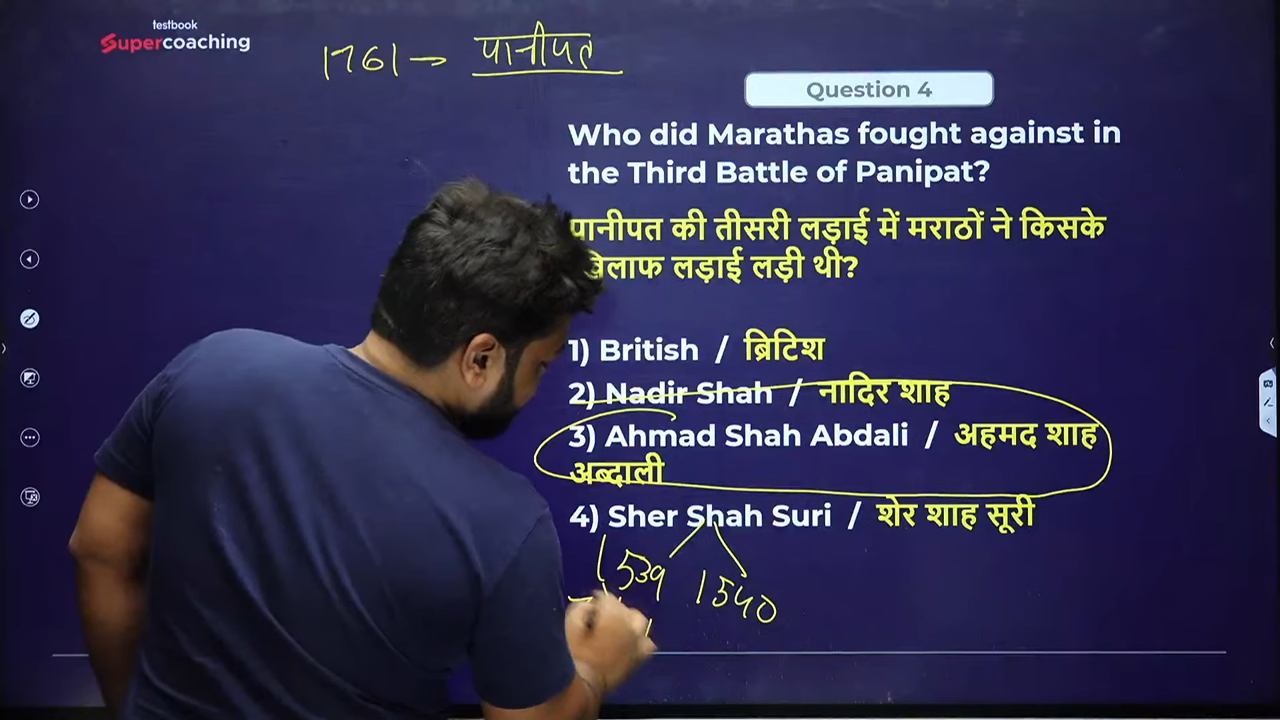 testbook
Supercoaching
1761→ पानीपत
Question 4
Who did Marathas fought against in
the Third Battle of Panipat?
पानीपत की तीसरी लड़ाई में मराठों ने किसके
लड़ाई लड़ी थी?
1) British / ब्रिटिश
2) Nadir Shah / नादिर शाह
3) Ahmad Shah Abdali / अहमद शाह
अब्दाली
4) Sher Shah Suri / शेर शाह सूरी
1539 1540